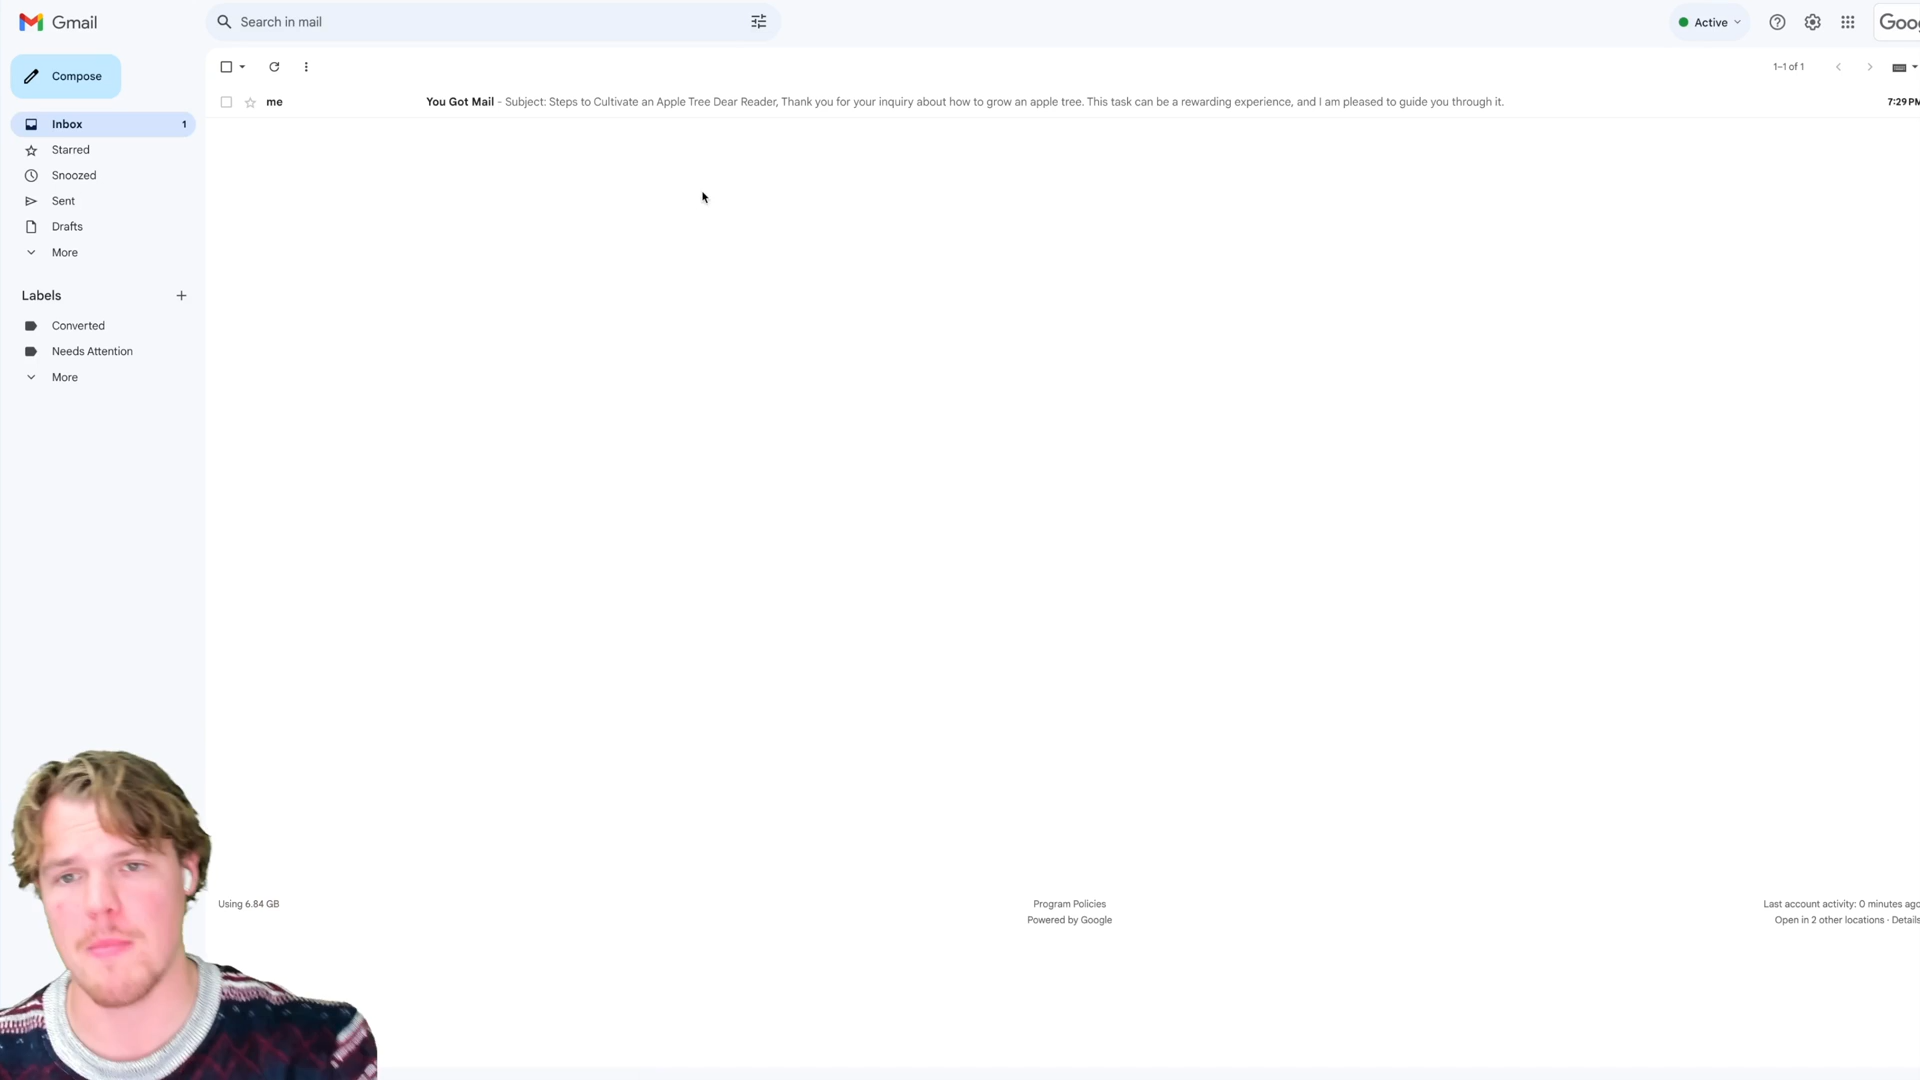 Gmail
Search in mail
Active
Goo
Compose
1–1 of 1
me
You Got Mail - Subject: Steps to Cultivate an Apple Tree Dear Reader, Thank you for your inquiry about how to grow an apple tree. This task can be a rewarding experience, and I am pleased to guide you through it.
7:29 PM
Inbox 1
Starred
Snoozed
Sent
Drafts
More
Labels
Converted
Needs Attention
More
Using 6.84 GB
Program Policies
Powered by Google
Last account activity: 0 minutes ago
Open in 2 other locations · Details